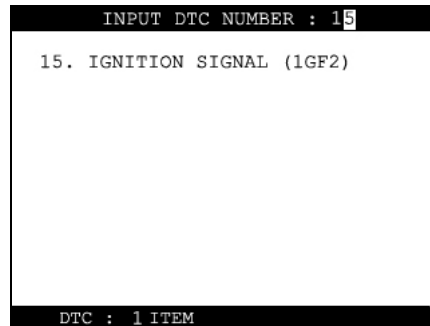 INPUT DTC NUMBER : 15
15. IGNITION SIGNAL (1GF2)
DTC : 1 ITEM